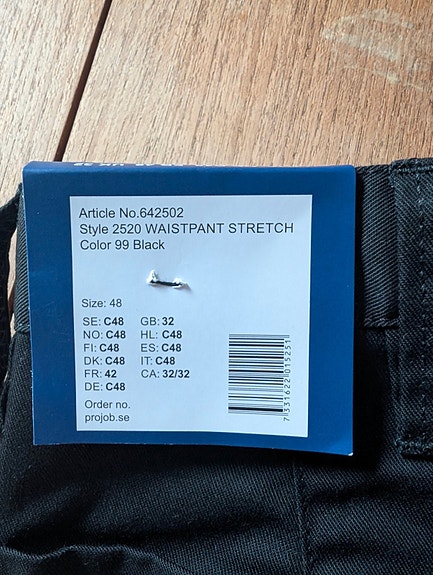 Article No.642502
Style 2520 WAISTPANT STRETCH
Color 99 Black
Size: 48
SE: C48 GB: 32
NO: C48 HL: C48
FI: C48 ES: C48
DK: C48 IT: C48
FR: 42 CA: 32/32
DE: C48
Order no.
projob.se
7331622015251